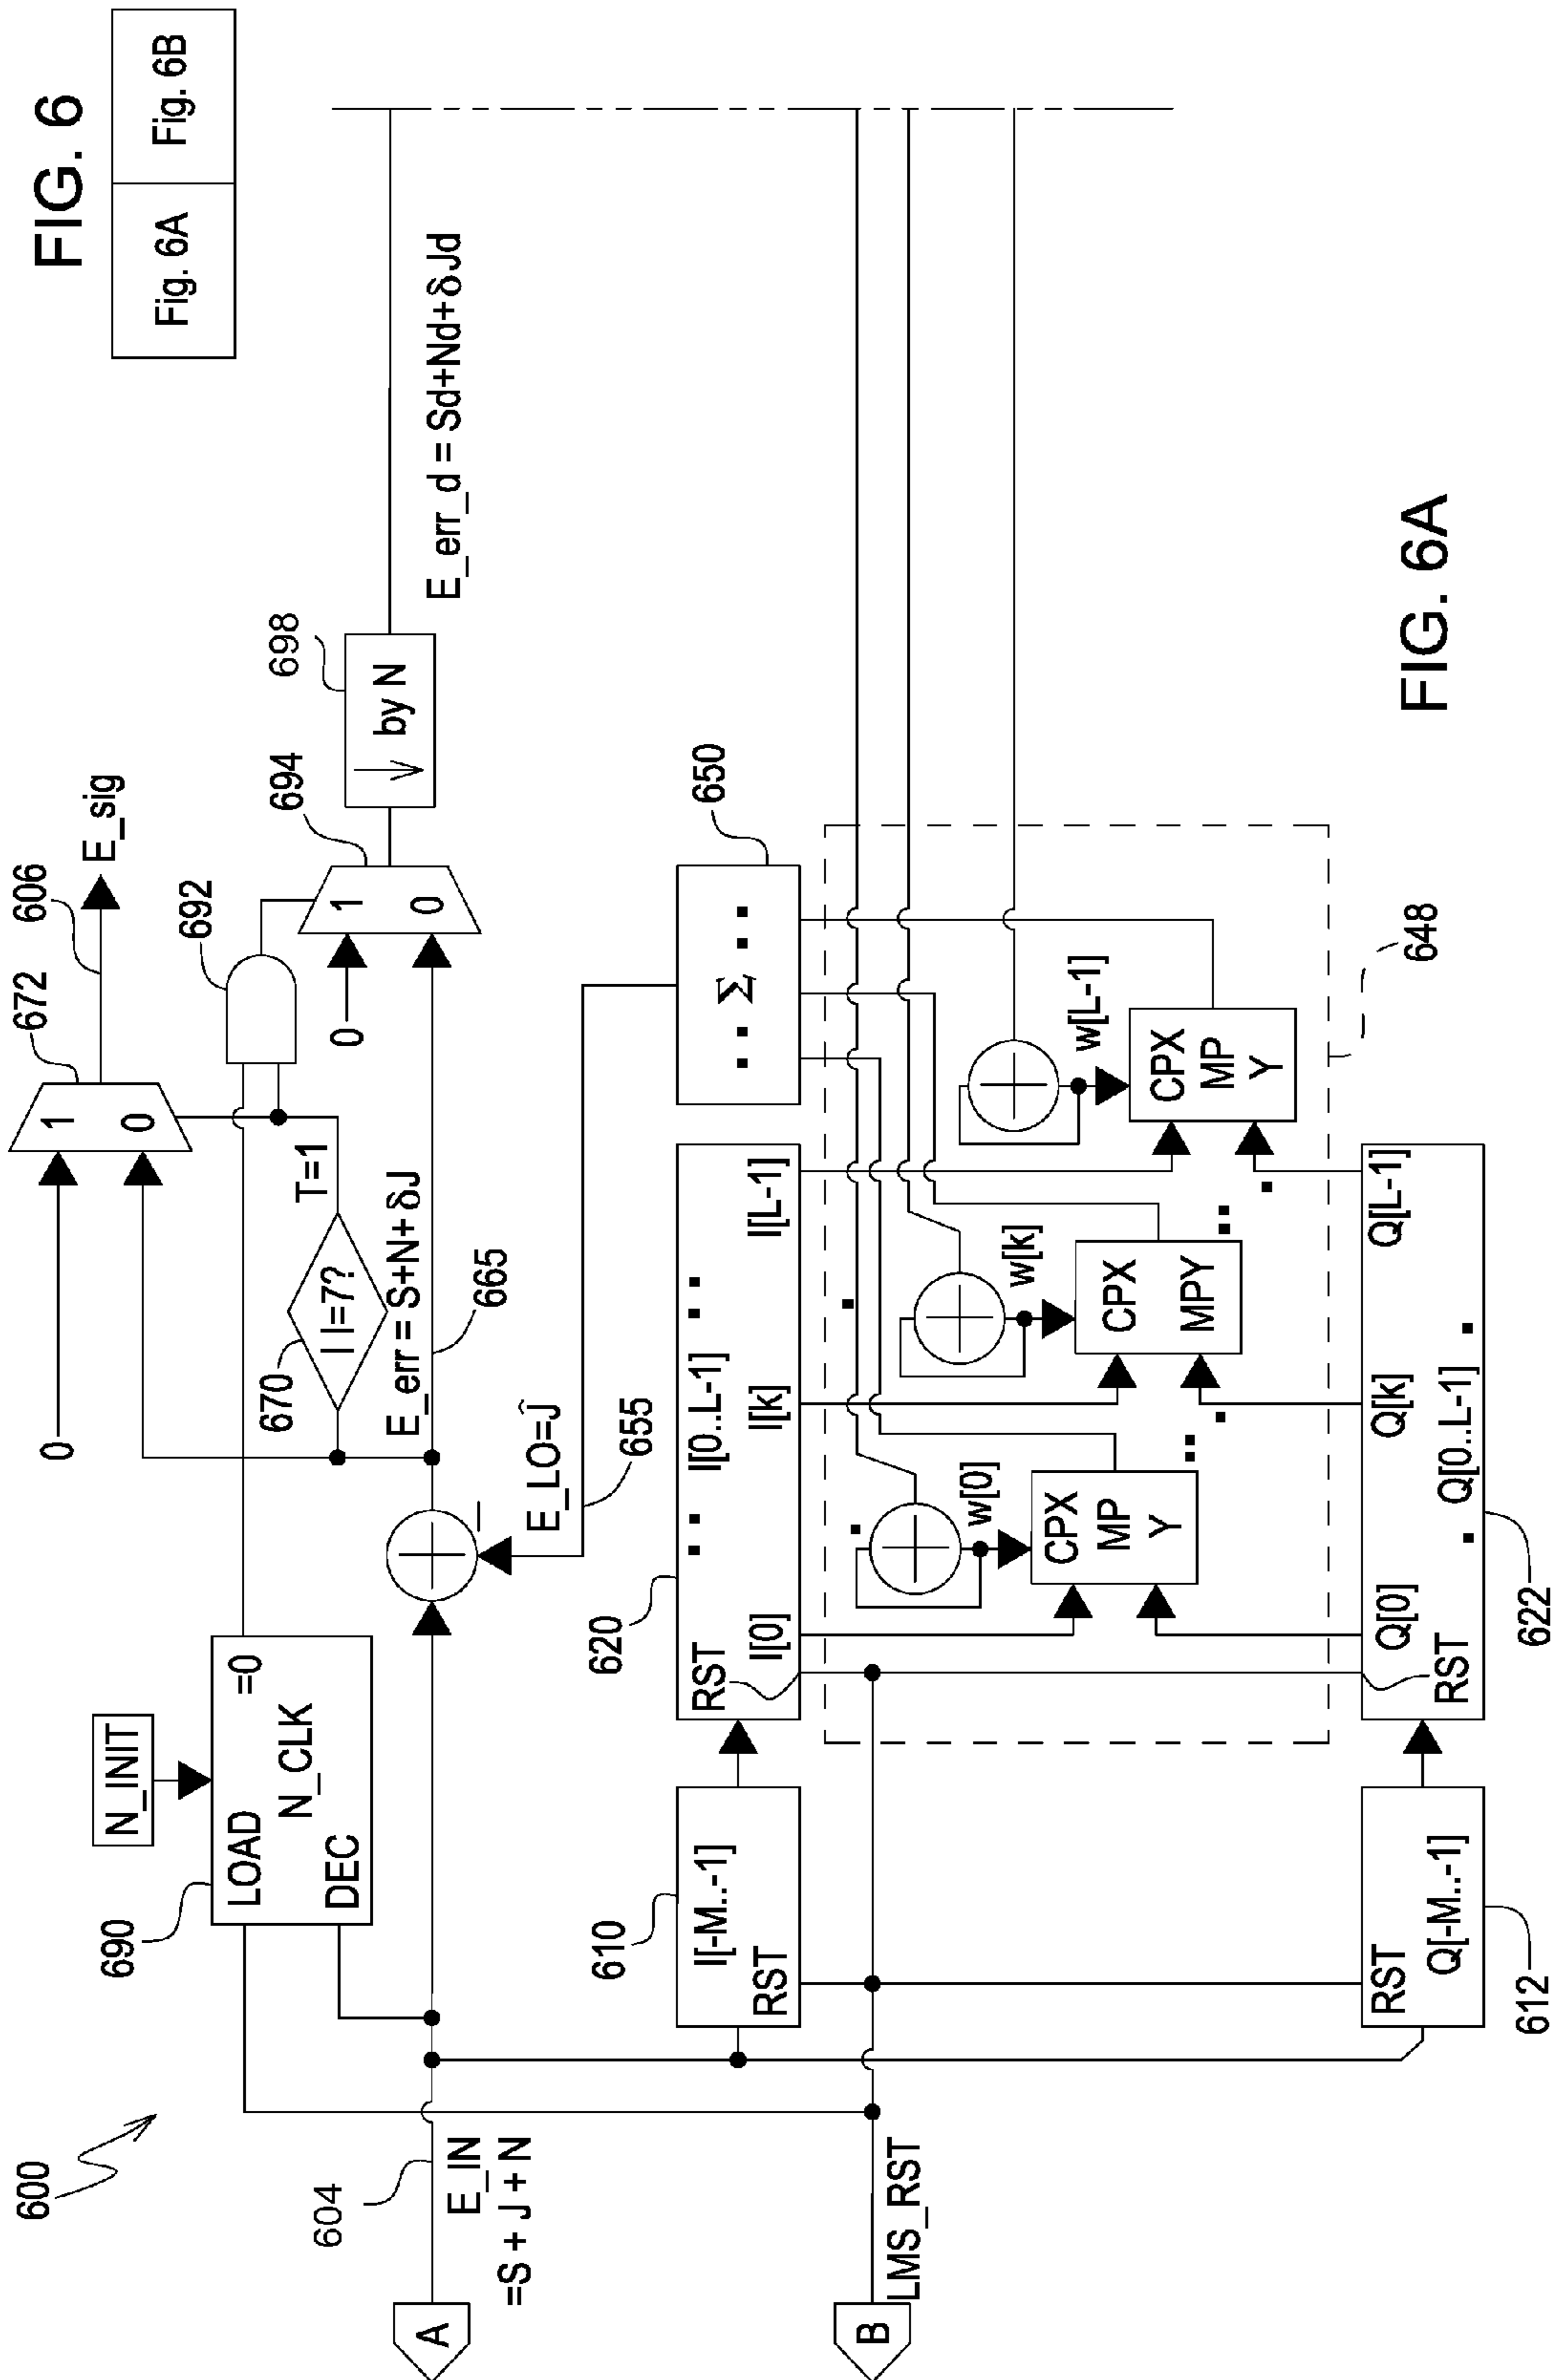 FIG. 6
Fig. 6A
Fig. 6B
600
606
E_sig
672
0
1
0
692
694
698
N_INIT
690
LOAD
=0
N_CLK
DEC
670
| |=7?
T=1
0
1
0
by N
E_err_d = Sd+Nd+δJd
E_err = S+N+δJ
665
604
A
E_IN
=S + J + N
E_LO=Ĵ
655
650
Σ
610
I[-M..-1]
RST
620
RST
I[0..L-1]
I[0]
I[k]
I[L-1]
B
LMS_RST
w[0]
w[k]
w[L-1]
CPX
MP
Y
CPX
MPY
CPX
MP
Y
648
RST
Q[-M..-1]
612
Q[0]
Q[k]
Q[L-1]
RST
Q[0..L-1]
622
FIG. 6A